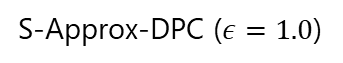 S-Approx-DPC (𝜖 = 1.0)